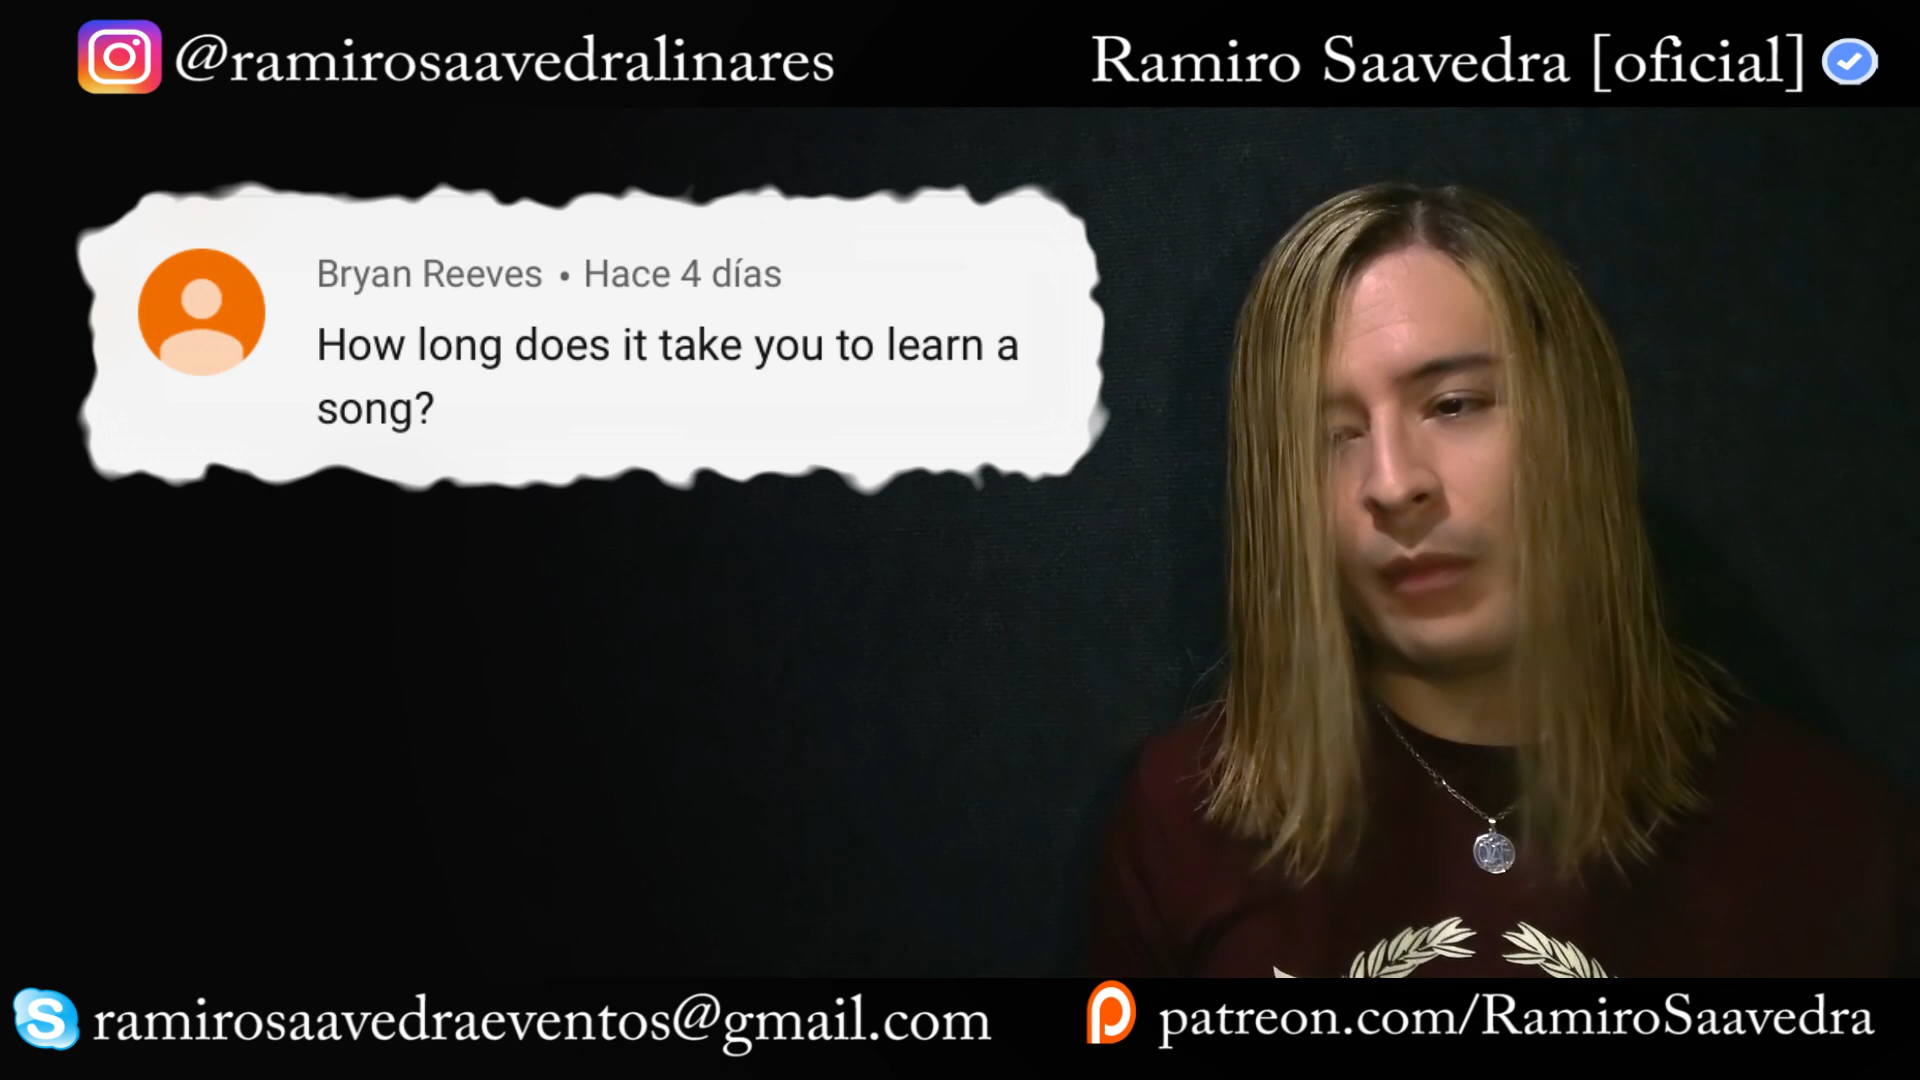 @ramirosaavedralinares
Ramiro Saavedra [oficial]
Bryan Reeves • Hace 4 días
How long does it take you to learn a
song?
ramirosaavedraeventos@gmail.com
patreon.com/RamiroSaavedra